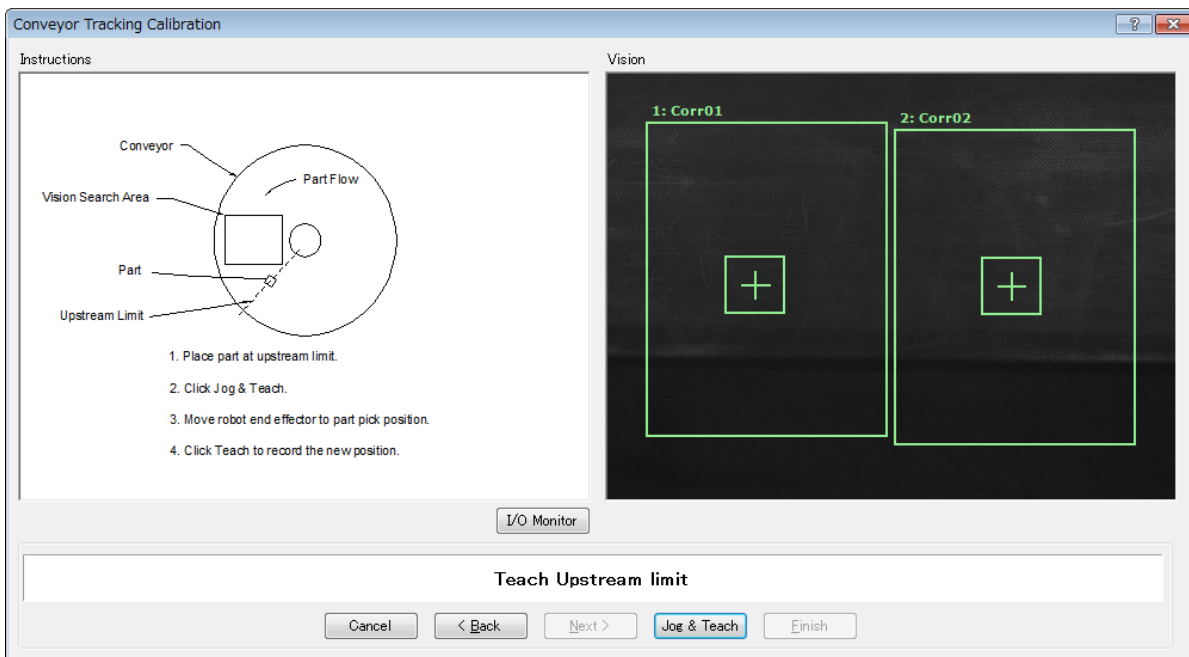 Conveyor Tracking Calibration
Instructions
Vision
Conveyor
Part Flow
Vision Search Area
Part
Upstream Limit
1. Place part at upstream limit.
2. Click Jog & Teach.
3. Move robot end effector to part pick position.
4. Click Teach to record the new position.
1: Corr01
2: Corr02
I/O Monitor
Teach Upstream limit
Cancel
< Back
Next >
Jog & Teach
Finish